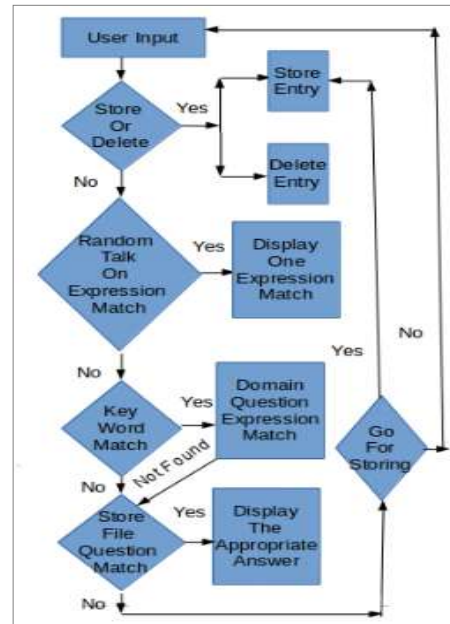 User Input
Store
Or
Delete
Yes
Store
Entry
Delete
Entry
No
Random
Talk
On
Expression
Match
Yes
Display
One
Expression
Match
No
Key
Word
Match
Yes
Domain
Question
Expression
Match
Not Found
No
Store
File
Question
Match
Yes
Display
The
Appropriate
Answer
No
Go
For
Storing
Yes
No